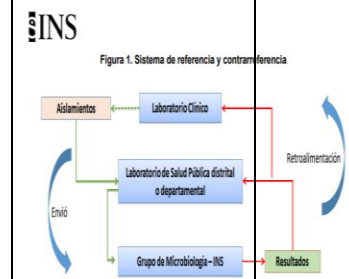 INS
Figura 1. Sistema de referencia y contrarreferencia
Aislamientos
Laboratorio Clínico
Retroalimentación
Laboratorio de Salud Pública distrital
o departamental
Envió
Grupo de Microbiología – INS
Resultados